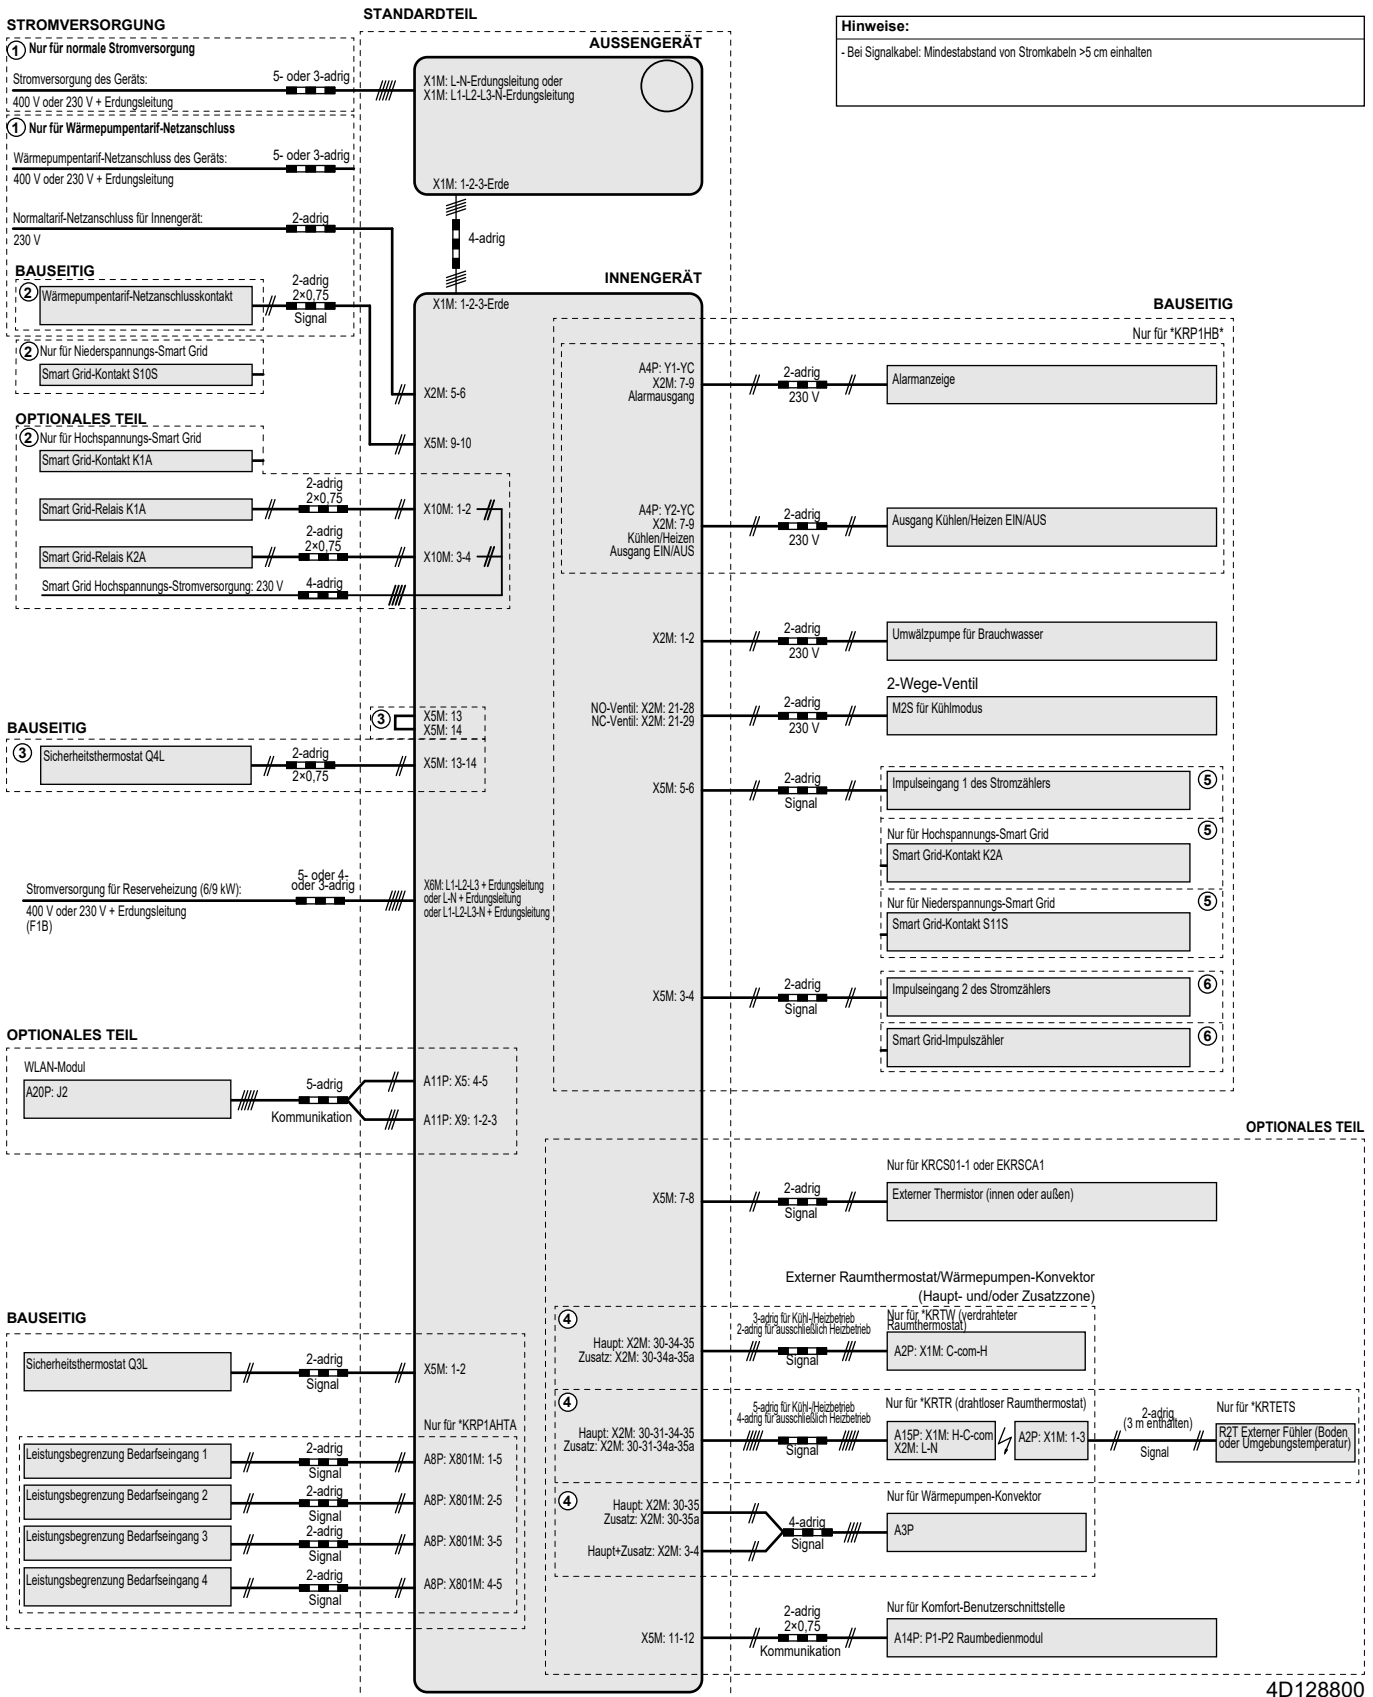 STROMVERSORGUNG
① Nur für normale Stromversorgung
Stromversorgung des Geräts:
5- oder 3-adrig
400 V oder 230 V + Erdungsleitung
① Nur für Wärmepumpentarif-Netzanschluss
Wärmepumpentarif-Netzanschluss des Geräts:
5- oder 3-adrig
400 V oder 230 V + Erdungsleitung
Normaltarif-Netzanschluss für Innengerät:
2-adrig
230 V
BAUSEITIG
② Wärmepumpentarif-Netzanschlusskontakt
2-adrig
2×0,75
Signal
② Nur für Niederspannungs-Smart Grid
Smart Grid-Kontakt S10S
OPTIONALES TEIL
② Nur für Hochspannungs-Smart Grid
Smart Grid-Kontakt K1A
2-adrig
2×0,75
Smart Grid-Relais K1A
2-adrig
2×0,75
Smart Grid-Relais K2A
Smart Grid Hochspannungs-Stromversorgung: 230 V
4-adrig
BAUSEITIG
③ Sicherheitsthermostat Q4L
2-adrig
2×0,75
Stromversorgung für Reserveheizung (6/9 kW):
5- oder 4-
oder 3-adrig
400 V oder 230 V + Erdungsleitung
(F1B)
OPTIONALES TEIL
WLAN-Modul
A20P: J2
5-adrig
Kommunikation
BAUSEITIG
Sicherheitsthermostat Q3L
2-adrig
Signal
Leistungsbegrenzung Bedarfseingang 1
2-adrig
Signal
Leistungsbegrenzung Bedarfseingang 2
2-adrig
Signal
Leistungsbegrenzung Bedarfseingang 3
2-adrig
Signal
Leistungsbegrenzung Bedarfseingang 4
2-adrig
Signal
STANDARDTEIL
AUSSENGERÄT
X1M: L-N-Erdungsleitung oder
X1M: L1-L2-L3-N-Erdungsleitung
X1M: 1-2-3-Erde
4-adrig
INNENGERÄT
X1M: 1-2-3-Erde
X2M: 5-6
X5M: 9-10
X10M: 1-2
X10M: 3-4
③
X5M: 13
X5M: 14
X5M: 13-14
X6M: L1-L2-L3 + Erdungsleitung
oder L-N + Erdungsleitung
oder L1-L2-L3-N + Erdungsleitung
A11P: X5: 4-5
A11P: X9: 1-2-3
X5M: 1-2
Nur für *KRP1AHTA
A8P: X801M: 1-5
A8P: X801M: 2-5
A8P: X801M: 3-5
A8P: X801M: 4-5
Hinweise:
- Bei Signalkabel: Mindestabstand von Stromkabeln >5 cm einhalten
BAUSEITIG
Nur für *KRP1HB*
A4P: Y1-YC
X2M: 7-9
Alarmausgang
2-adrig
230 V
Alarmanzeige
A4P: Y2-YC
X2M: 7-9
Kühlen/Heizen
Ausgang EIN/AUS
2-adrig
230 V
Ausgang Kühlen/Heizen EIN/AUS
X2M: 1-2
2-adrig
230 V
Umwälzpumpe für Brauchwasser
2-Wege-Ventil
NO-Ventil: X2M: 21-28
NC-Ventil: X2M: 21-29
2-adrig
230 V
M2S für Kühlmodus
X5M: 5-6
2-adrig
Signal
Impulseingang 1 des Stromzählers ⑤
Nur für Hochspannungs-Smart Grid ⑤
Smart Grid-Kontakt K2A
Nur für Niederspannungs-Smart Grid ⑤
Smart Grid-Kontakt S11S
X5M: 3-4
2-adrig
Signal
Impulseingang 2 des Stromzählers ⑥
Smart Grid-Impulszähler ⑥
OPTIONALES TEIL
Nur für KRCS01-1 oder EKRSCA1
X5M: 7-8
2-adrig
Signal
Externer Thermistor (innen oder außen)
Externer Raumthermostat/Wärmepumpen-Konvektor
(Haupt- und/oder Zusatzzone)
④
Haupt: X2M: 30-34-35
Zusatz: X2M: 30-34a-35a
3-adrig für Kühl-/Heizbetrieb
2-adrig für ausschließlich Heizbetrieb
Signal
Nur für *KRTW (verdrahteter
Raumthermostat)
A2P: X1M: C-com-H
④
Haupt: X2M: 30-31-34-35
Zusatz: X2M: 30-31-34a-35a
5-adrig für Kühl-/Heizbetrieb
4-adrig für ausschließlich Heizbetrieb
Signal
Nur für *KRTR (drahtloser Raumthermostat)
A15P: X1M: H-C-com
X2M: L-N
A2P: X1M: 1-3
2-adrig
(3 m enthalten)
Signal
Nur für *KRTETS
R2T Externer Fühler (Boden
oder Umgebungstemperatur)
④
Haupt: X2M: 30-35
Zusatz: X2M: 30-35a
Haupt+Zusatz: X2M: 3-4
4-adrig
Signal
Nur für Wärmepumpen-Konvektor
A3P
X5M: 11-12
2-adrig
2×0,75
Kommunikation
Nur für Komfort-Benutzerschnittstelle
A14P: P1-P2 Raumbedienmodul
4D128800